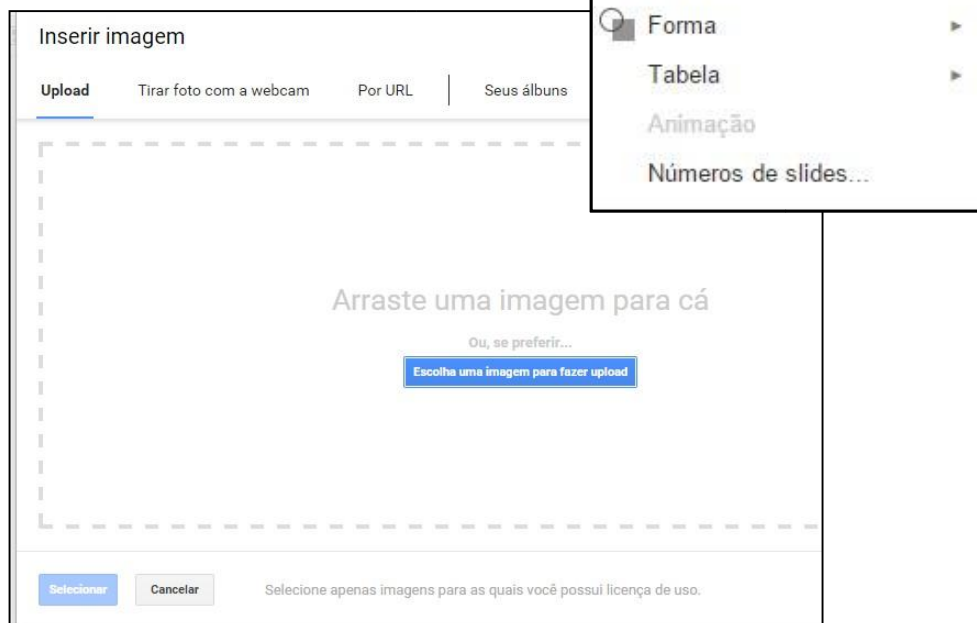 Inserir imagem
Upload Tirar foto com a webcam Por URL Seus álbuns
Arraste uma imagem para cá
Ou, se preferir...
Escolha uma imagem para fazer upload
Selecionar Cancelar Selecione apenas imagens para as quais você possui licença de uso.
Forma
Tabela
Animação
Números de slides...